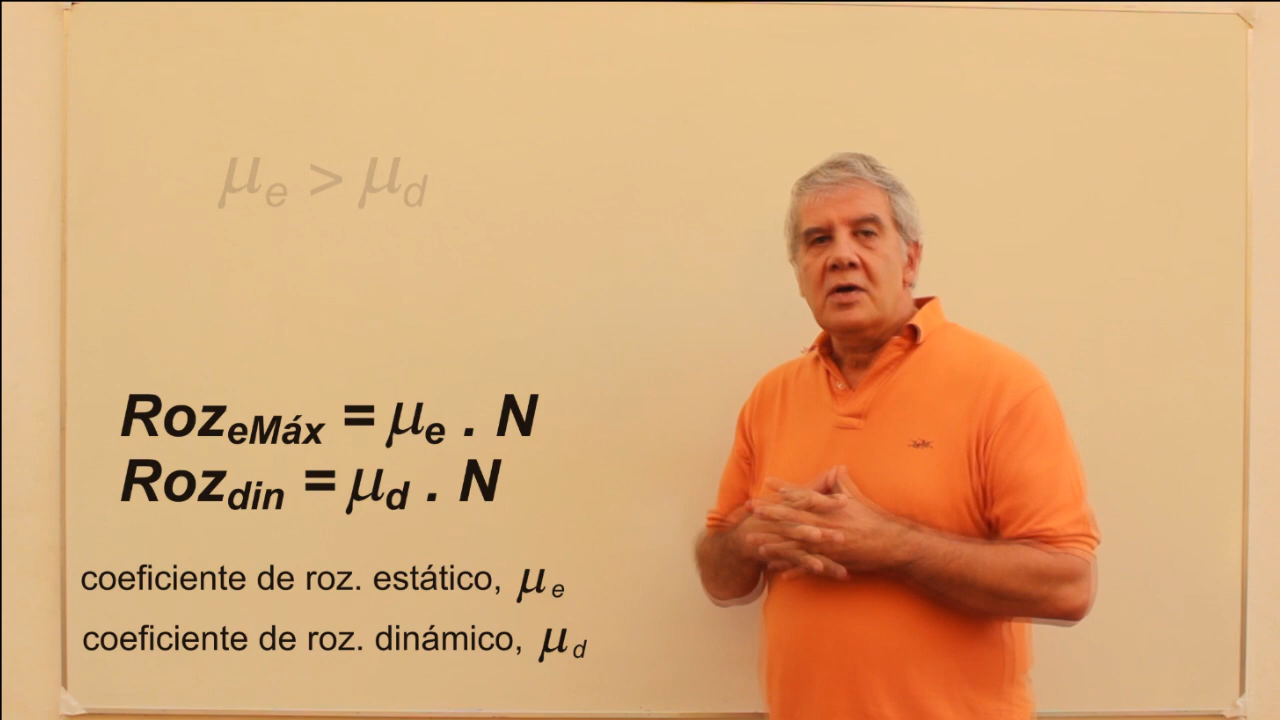 μe > μd
RozeMáx = μe . N
Rozdin = μd . N
coeficiente de roz. estático, μe
coeficiente de roz. dinámico, μd